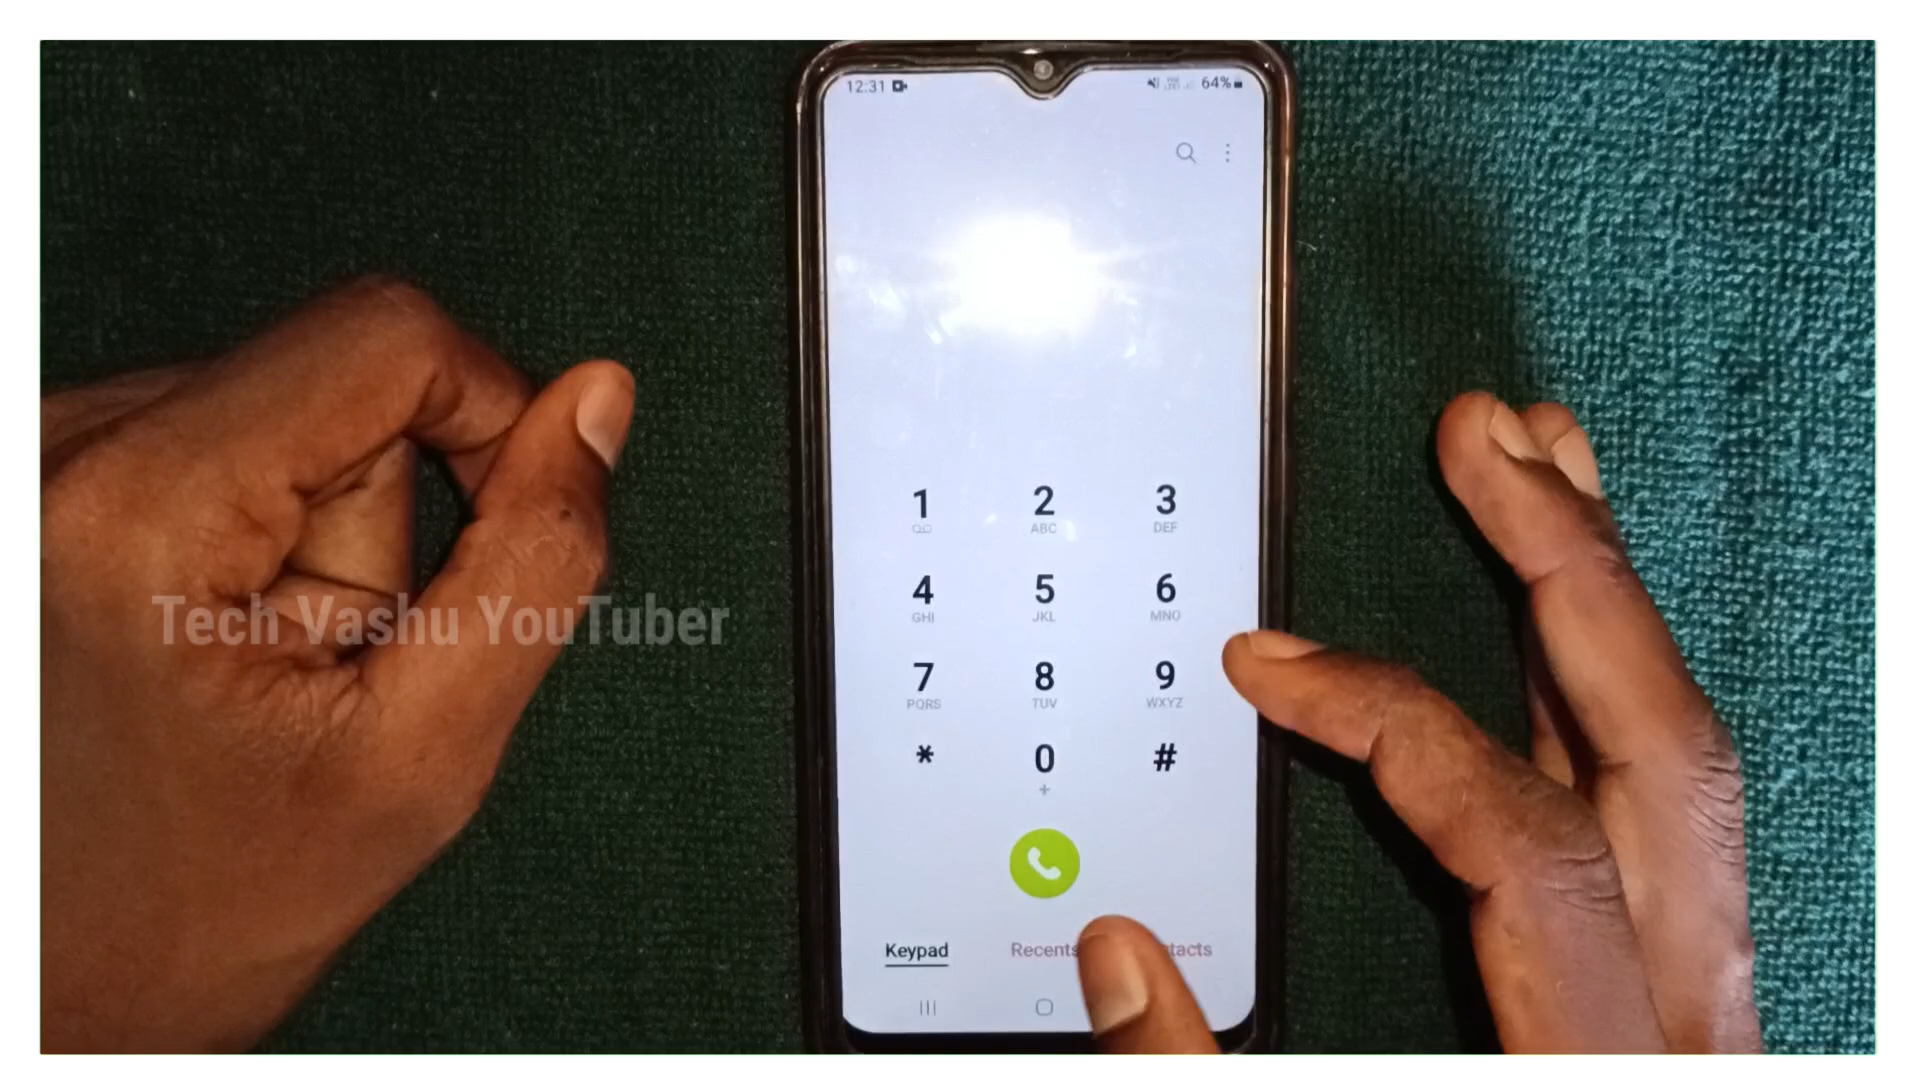 12:31
64%
1
2
ABC
3
DEF
4
GHI
5
JKL
6
MNO
7
PQRS
8
TUV
9
WXYZ
*
0
+
#
Keypad
Recents
tacts
Tech Vashu YouTuber